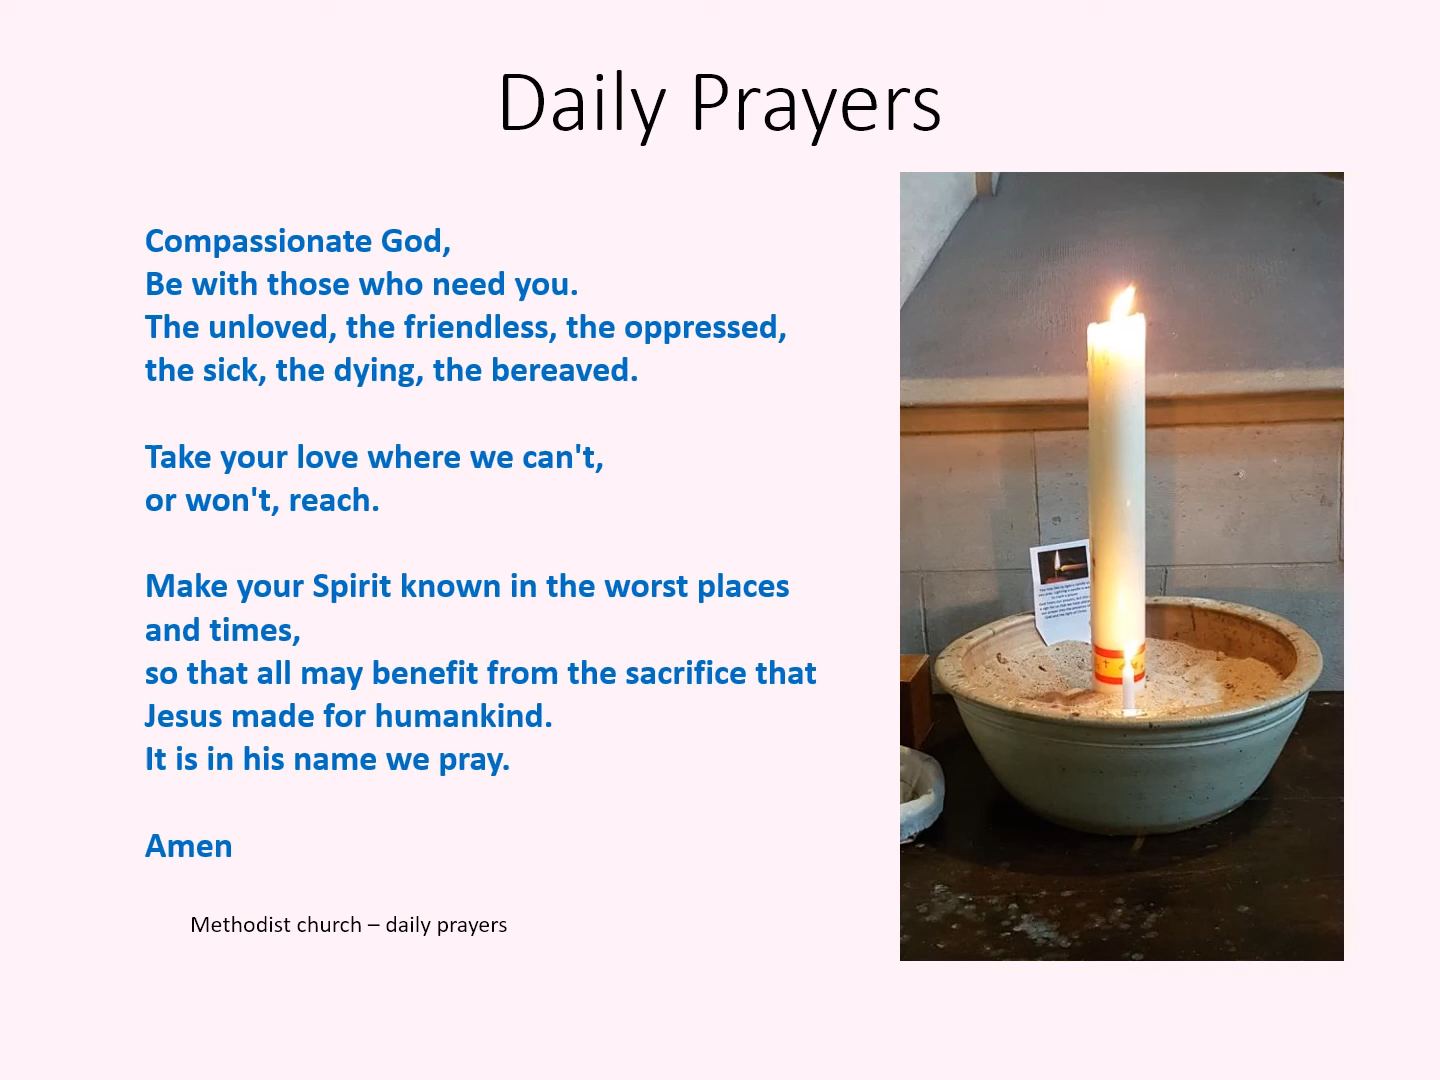 Daily Prayers
Compassionate God,
Be with those who need you.
The unloved, the friendless, the oppressed,
the sick, the dying, the bereaved.
Take your love where we can't,
or won't, reach.
Make your Spirit known in the worst places
and times,
so that all may benefit from the sacrifice that
Jesus made for humankind.
It is in his name we pray.
Amen
Methodist church – daily prayers